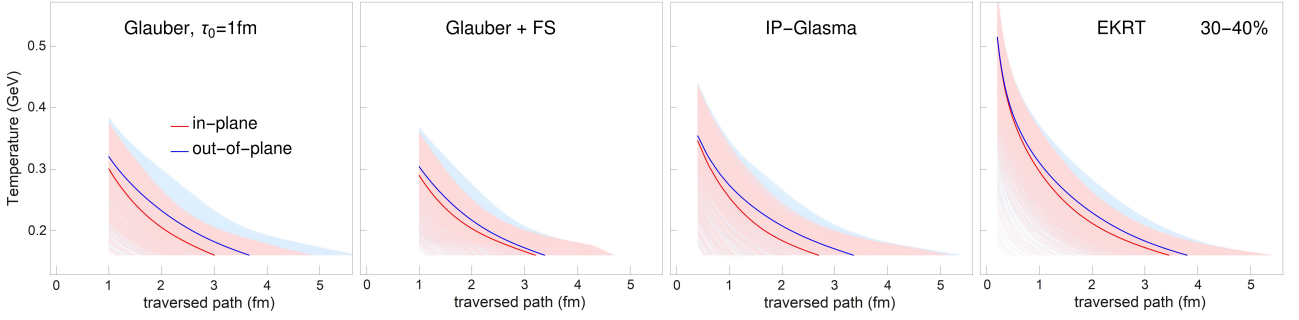 Glauber, τ0=1fm
Glauber + FS
IP−Glasma
EKRT 30−40%
in−plane
out−of−plane
Temperature (GeV)
0.5
0.4
0.3
0.2
0 1 2 3 4 5
0 1 2 3 4 5
0 1 2 3 4 5
0 1 2 3 4 5
traversed path (fm)
traversed path (fm)
traversed path (fm)
traversed path (fm)